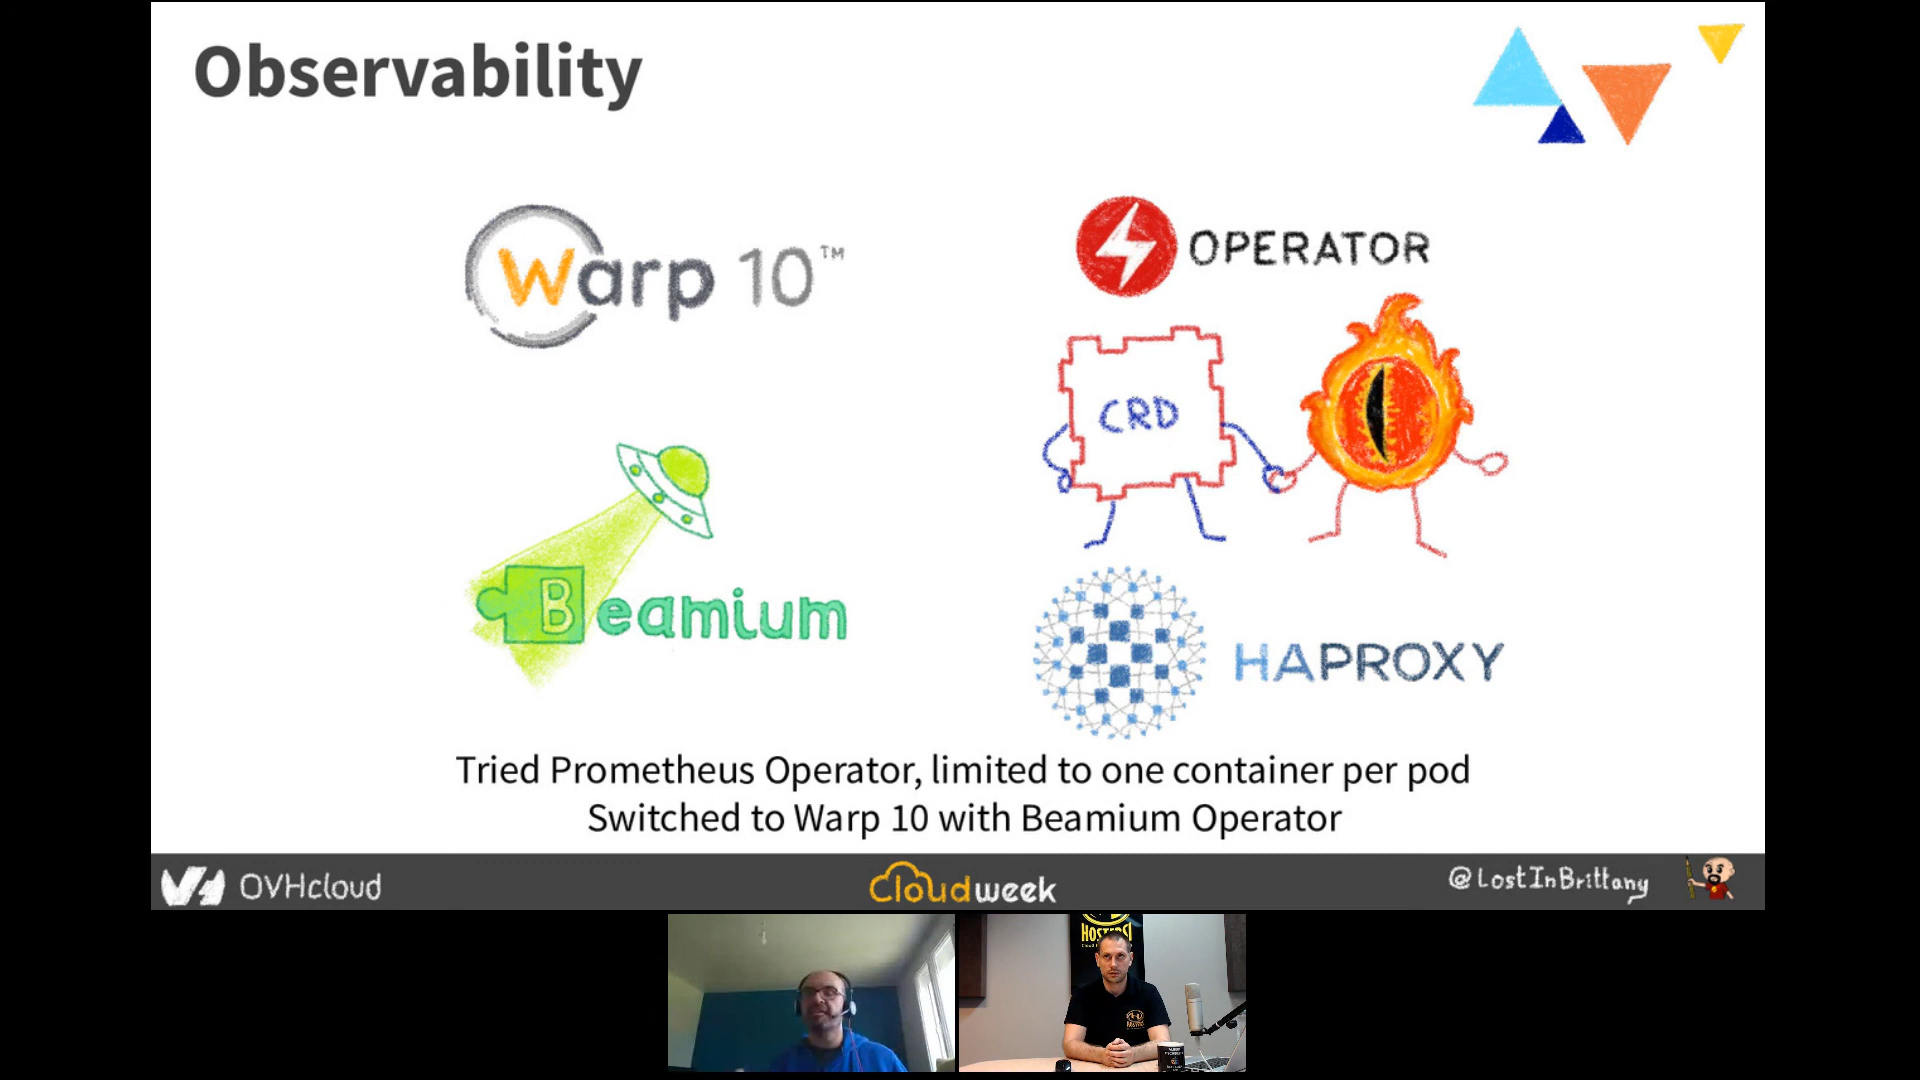 Observability
Warp 10™
OPERATOR
CRD
Beamium
HAPROXY
Tried Prometheus Operator, limited to one container per pod
Switched to Warp 10 with Beamium Operator
OVHcloud
Cloudweek
@LostInBrittany